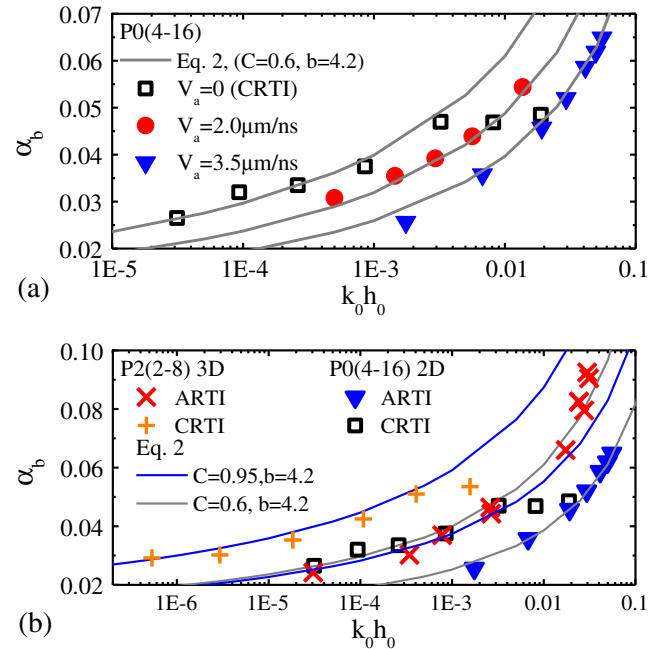 P0(4-16)
Eq. 2, (C=0.6, b=4.2)
V_a=0 (CRTI)
V_a=2.0μm/ns
V_a=3.5μm/ns
α_b
0.07
0.06
0.05
0.04
0.03
0.02
1E-5 1E-4 1E-3 0.01 0.1
k_0h_0
(a)
P2(2-8) 3D P0(4-16) 2D
ARTI ARTI
CRTI CRTI
Eq. 2
C=0.95,b=4.2
C=0.6, b=4.2
α_b
0.10
0.08
0.06
0.04
0.02
1E-6 1E-5 1E-4 1E-3 0.01 0.1
k_0h_0
(b)